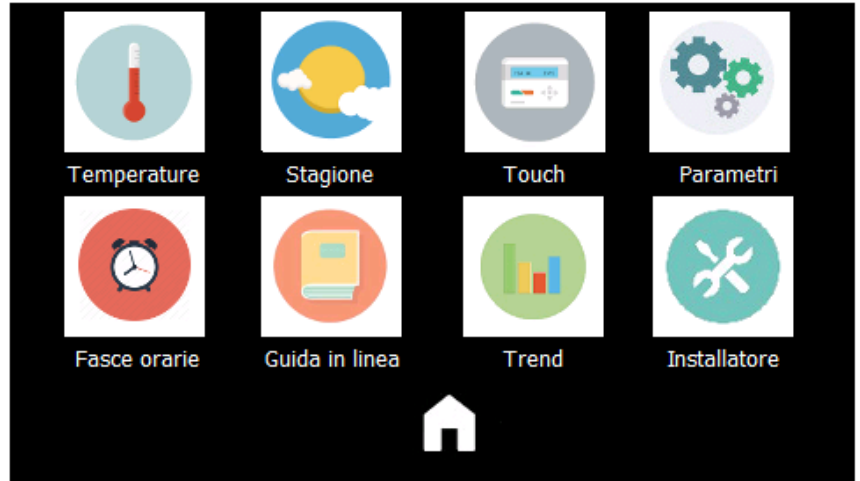 Temperature
Stagione
Touch
Parametri
Fasce orarie
Guida in linea
Trend
Installatore